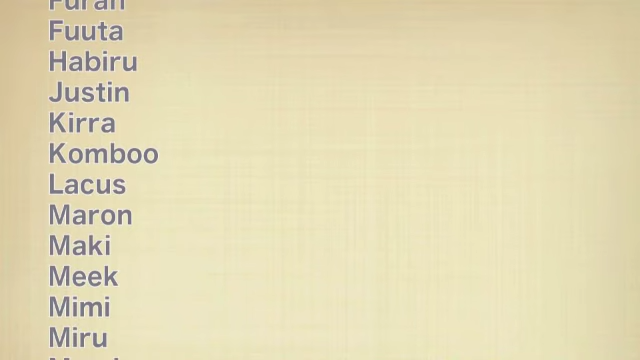 Fuuta
Habiru
Justin
Kirra
Komboo
Lacus
Maron
Maki
Meek
Mimi
Miru